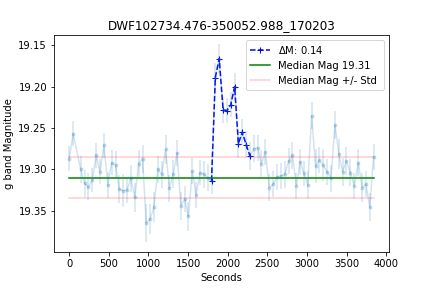 DWF102734.476-350052.988_170203
19.15
19.20
19.25
19.30
19.35
g band Magnitude
ΔM: 0.14
Median Mag 19.31
Median Mag +/- Std
0 500 1000 1500 2000 2500 3000 3500 4000
Seconds